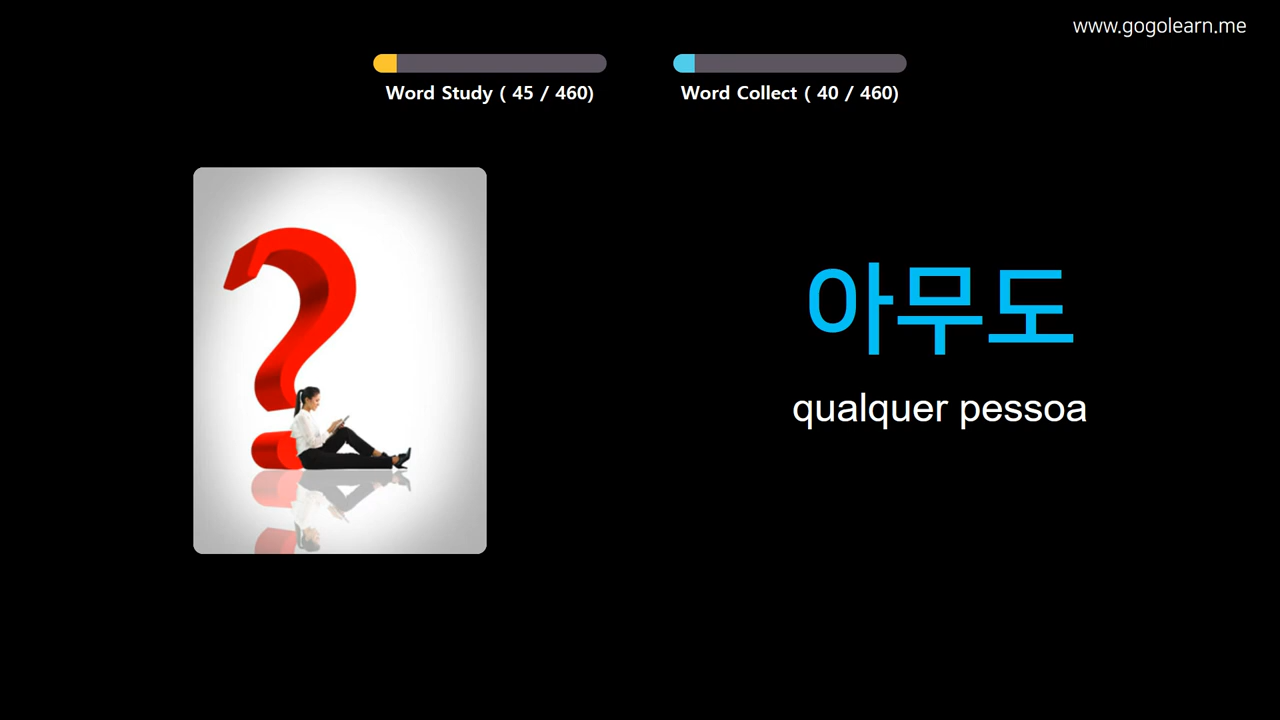 www.gogolearn.me
Word Study ( 45 / 460)
Word Collect ( 40 / 460)
아무도
qualquer pessoa